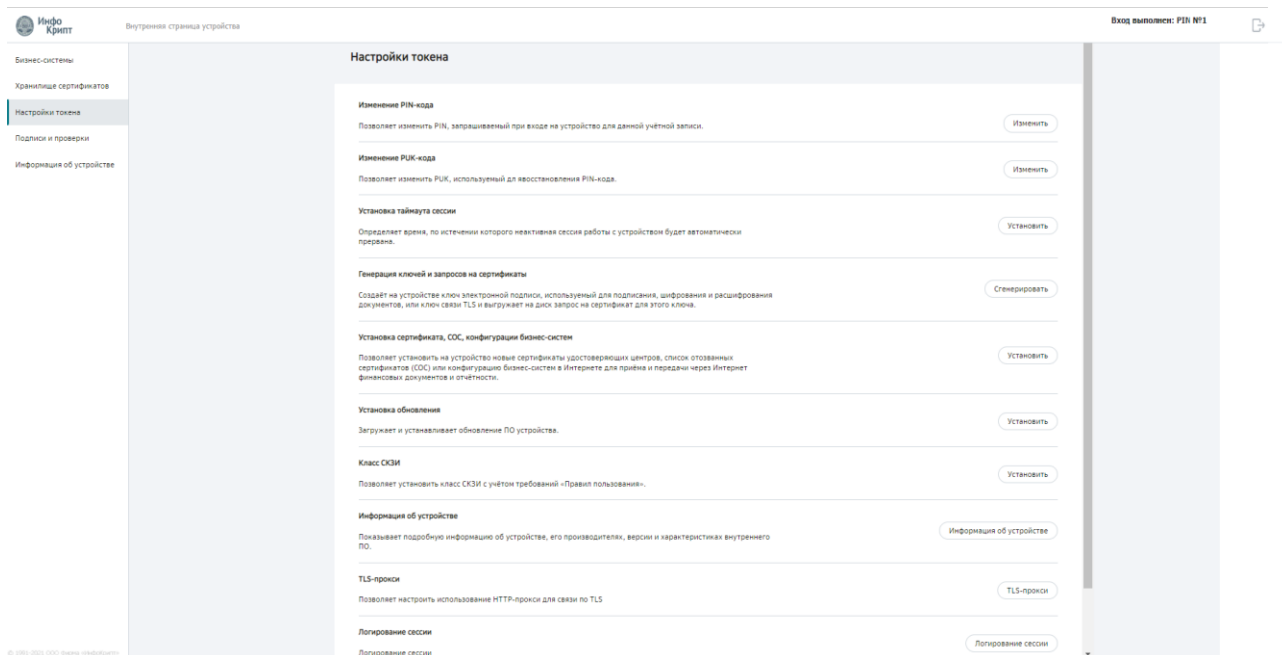 Инфо
Крипт
Внутренняя страница устройства
Вход выполнен: PIN №1
Бизнес-системы
Хранилище сертификатов
Настройки токена
Подписи и проверки
Информация об устройстве
Настройки токена
Изменение PIN-кода
Позволяет изменить PIN, запрашиваемый при входе на устройство для данной учётной записи.
Изменить
Изменение PUK-кода
Позволяет изменить PUK, используемый дл явосстановления PIN-кода.
Изменить
Установка таймаута сессии
Определяет время, по истечении которого неактивная сессия работы с устройством будет автоматически
прервана.
Установить
Генерация ключей и запросов на сертификаты
Создаёт на устройстве ключ электронной подписи, используемый для подписания, шифрования и расшифрования
документов, или ключ связи TLS и выгружает на диск запрос на сертификат для этого ключа.
Сгенерировать
Установка сертификата, СОС, конфигурации бизнес-систем
Позволяет установить на устройство новые сертификаты удостоверяющих центров, список отозванных
сертификатов (СОС) или конфигурацию бизнес-систем в Интернете для приёма и передачи через Интернет
финансовых документов и отчётности.
Установить
Установка обновления
Загружает и устанавливает обновление ПО устройства.
Установить
Класс СКЗИ
Позволяет установить класс СКЗИ с учётом требований «Правил пользования».
Установить
Информация об устройстве
Показывает подробную информацию об устройстве, его производителях, версии и характеристиках внутреннего
ПО.
Информация об устройстве
TLS-прокси
Позволяет настроить использование HTTP-прокси для связи по TLS
TLS-прокси
Логирование сессии
Логирование сессии
Логирование сессии
ООО Фирма «ИнфоКрипт»